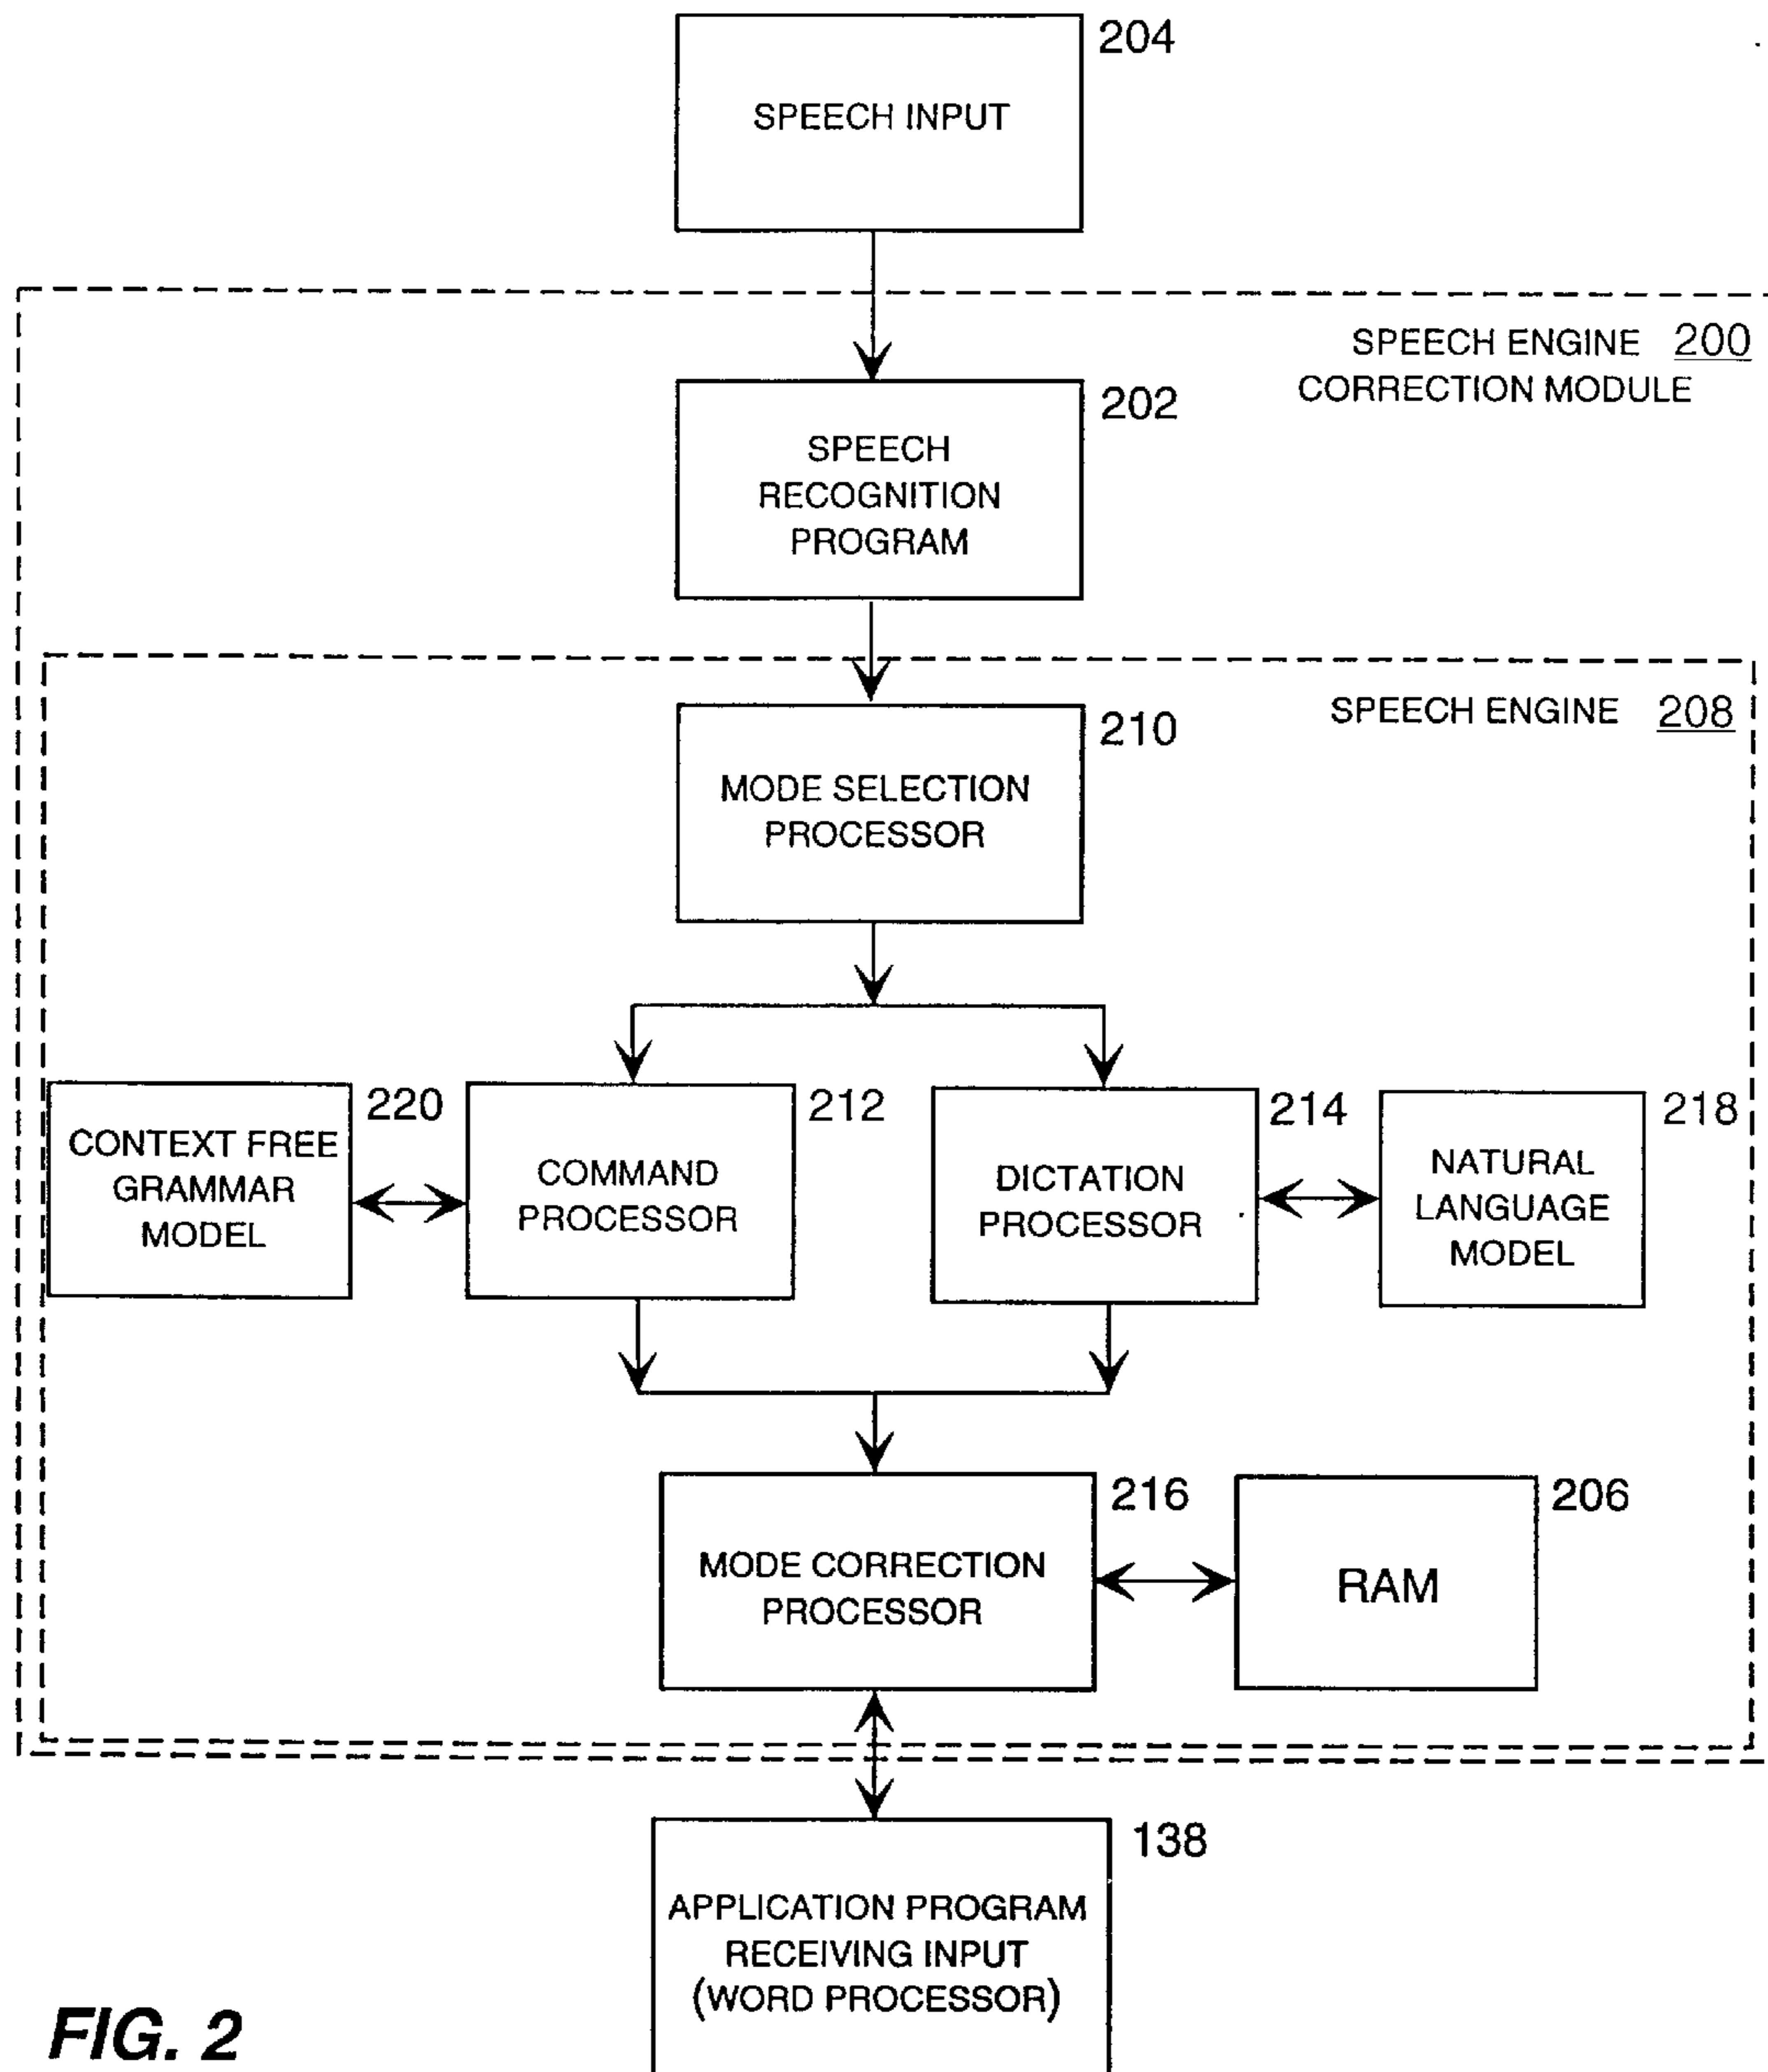 204
SPEECH INPUT
SPEECH ENGINE 200
CORRECTION MODULE
202
SPEECH
RECOGNITION
PROGRAM
SPEECH ENGINE 208
210
MODE SELECTION
PROCESSOR
220
CONTEXT FREE
GRAMMAR
MODEL
212
COMMAND
PROCESSOR
214
DICTATION
PROCESSOR
218
NATURAL
LANGUAGE
MODEL
216
MODE CORRECTION
PROCESSOR
206
RAM
138
APPLICATION PROGRAM
RECEIVING INPUT
(WORD PROCESSOR)
FIG. 2